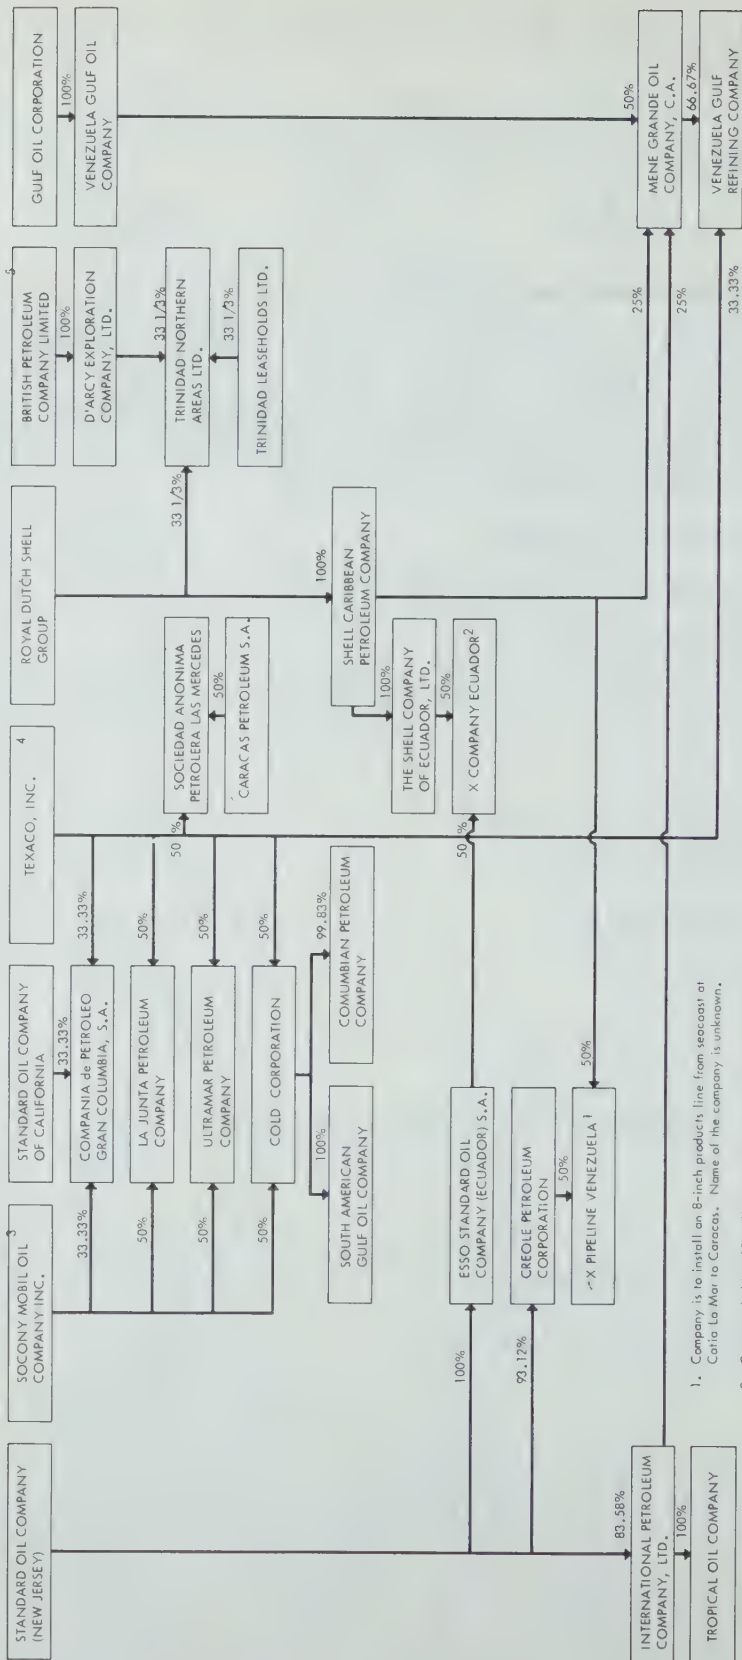 STANDARD OIL COMPANY
(NEW JERSEY)
SOCONY MOBIL OIL 3
COMPANY INC.
STANDARD OIL COMPANY
OF CALIFORNIA
TEXACO, INC. 4
ROYAL DUTCH SHELL
GROUP
BRITISH PETROLEUM 5
COMPANY LIMITED
GULF OIL CORPORATION
33.33%
100%
100%
33.33%
COMPANIA de PETROLEO
GRAN COLUMBIA, S.A.
33.33%
D'ARCY EXPLORATION
COMPANY, LTD.
VENEZUELA GULF OIL
COMPANY
50%
LA JUNTA PETROLEUM
COMPANY
50%
50%
SOCIEDAD ANONIMA
PETROLERA LAS MERCEDES
50%
CARACAS PETROLEUM S.A.
33 1/3%
33 1/3%
TRINIDAD NORTHERN
AREAS LTD.
33 1/3%
TRINIDAD LEASEHOLDS LTD.
50%
ULTRAMAR PETROLEUM
COMPANY
50%
50%
COLD CORPORATION
50%
100%
99.83%
SOUTH AMERICAN
GULF OIL COMPANY
COMUMBIAN PETROLEUM
COMPANY
100%
SHELL CARIBBEAN
PETROLEUM COMPANY
100%
THE SHELL COMPANY
OF ECUADOR, LTD.
50%
100%
ESSO STANDARD OIL
COMPANY (ECUADOR) S.A.
50%
X COMPANY ECUADOR2
93.12%
CREOLE PETROLEUM
CORPORATION
50%
X PIPELINE VENEZUELA 1
50%
83.58%
INTERNATIONAL PETROLEUM
COMPANY, LTD.
100%
TROPICAL OIL COMPANY
25%
25%
50%
MENE GRANDE OIL
COMPANY, C.A.
66.67%
33.33%
VENEZUELA GULF
REFINING COMPANY
1. Company is to install an 8-inch products line from seacoast at
Catia La Mar to Caracas. Name of the company is unknown.